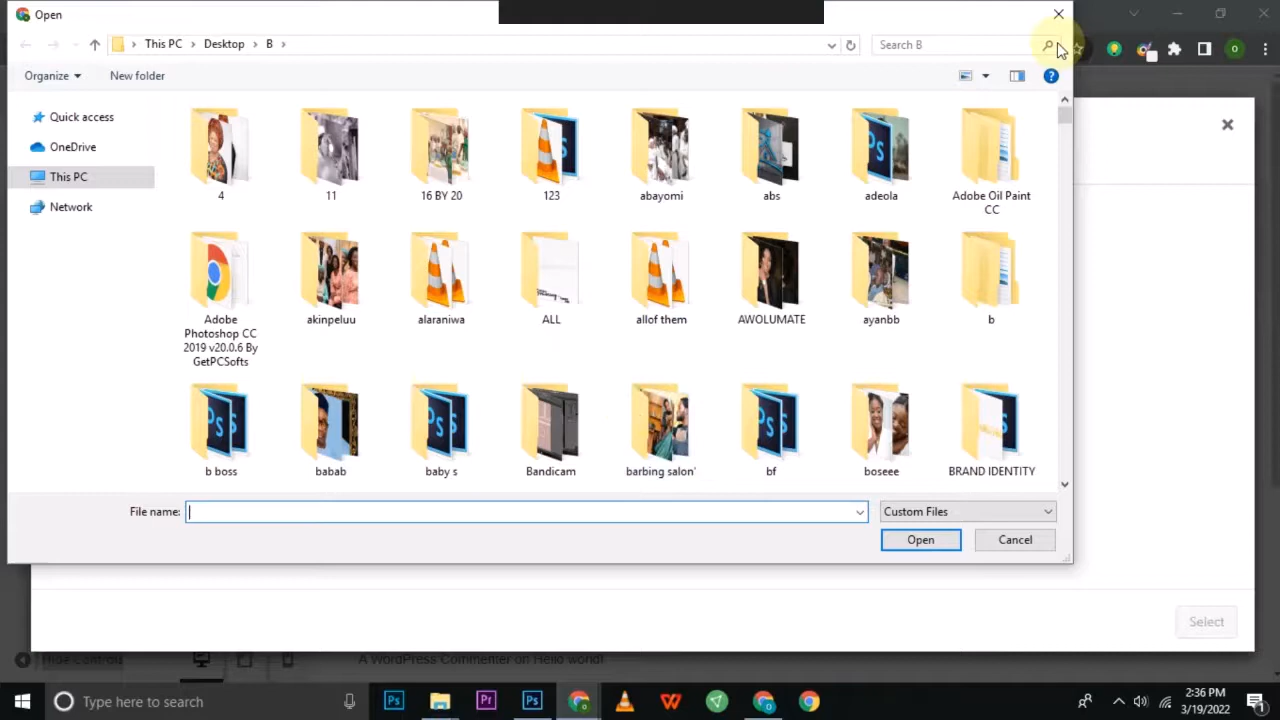 Open
This PC
Desktop
B
Search B
Organize
New folder
Quick access
OneDrive
This PC
Network
4
11
16 BY 20
123
abayomi
abs
adeola
Adobe Oil Paint
CC
Adobe
Photoshop CC
2019 v20.0.6 By
GetPCSofts
akinpeluu
alaraniwa
ALL
allof them
AWOLUMATE
ayanbb
b
b boss
babab
baby s
Bandicam
barbing salon'
bf
boseee
BRAND IDENTITY
File name:
Custom Files
Open
Cancel
Select
Hide Controls
A WordPress Commenter on Hello world!
Type here to search
2:36 PM
3/19/2022